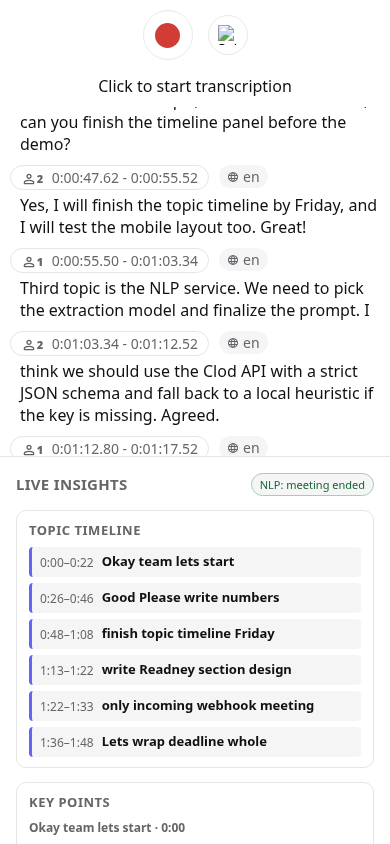 Click to start transcription
can you finish the timeline panel before the
demo?
2 0:00:47.62 - 0:00:55.52 en
Yes, I will finish the topic timeline by Friday, and
I will test the mobile layout too. Great!
1 0:00:55.50 - 0:01:03.34 en
Third topic is the NLP service. We need to pick
the extraction model and finalize the prompt. I
2 0:01:03.34 - 0:01:12.52 en
think we should use the Clod API with a strict
JSON schema and fall back to a local heuristic if
the key is missing. Agreed.
1 0:01:12.80 - 0:01:17.52 en
LIVE INSIGHTS
NLP: meeting ended
TOPIC TIMELINE
0:00–0:22 Okay team lets start
0:26–0:46 Good Please write numbers
0:48–1:08 finish topic timeline Friday
1:13–1:22 write Readney section design
1:22–1:33 only incoming webhook meeting
1:36–1:48 Lets wrap deadline whole
KEY POINTS
Okay team lets start · 0:00